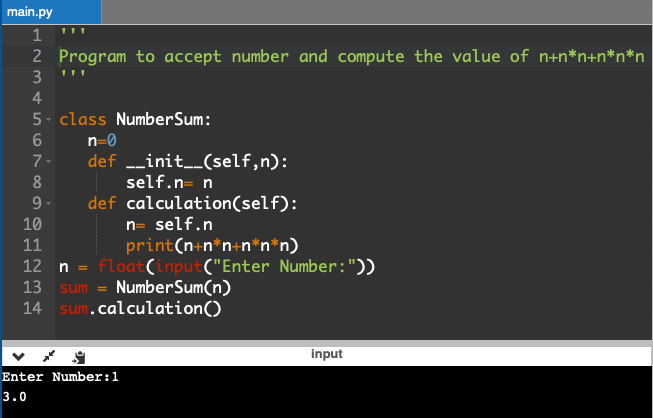 main.py
1 '''
2 Program to accept number and compute the value of n+n*n+n*n*n
3 '''
4
5 class NumberSum:
6 n=0
7 def __init__(self,n):
8 self.n= n
9 def calculation(self):
10 n= self.n
11 print(n+n*n+n*n*n)
12 n = float(input("Enter Number:"))
13 sum = NumberSum(n)
14 sum.calculation()
input
Enter Number:1
3.0